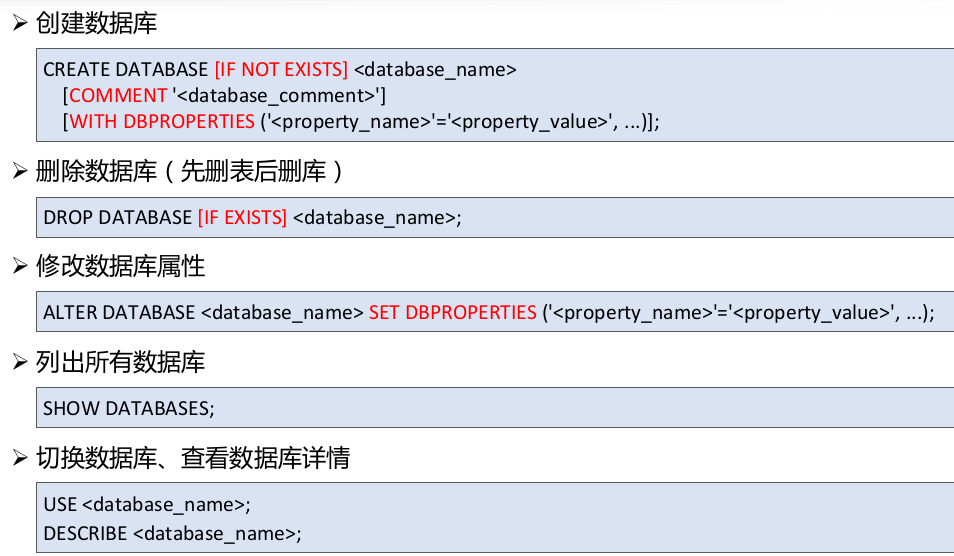 ➢ 创建数据库
CREATE DATABASE [IF NOT EXISTS] <database_name>
[COMMENT '<database_comment>']
[WITH DBPROPERTIES ('<property_name>'='<property_value>', ...)];
➢ 删除数据库（先删表后删库）
DROP DATABASE [IF EXISTS] <database_name>;
➢ 修改数据库属性
ALTER DATABASE <database_name> SET DBPROPERTIES ('<property_name>'='<property_value>', ...);
➢ 列出所有数据库
SHOW DATABASES;
➢ 切换数据库、查看数据库详情
USE <database_name>;
DESCRIBE <database_name>;